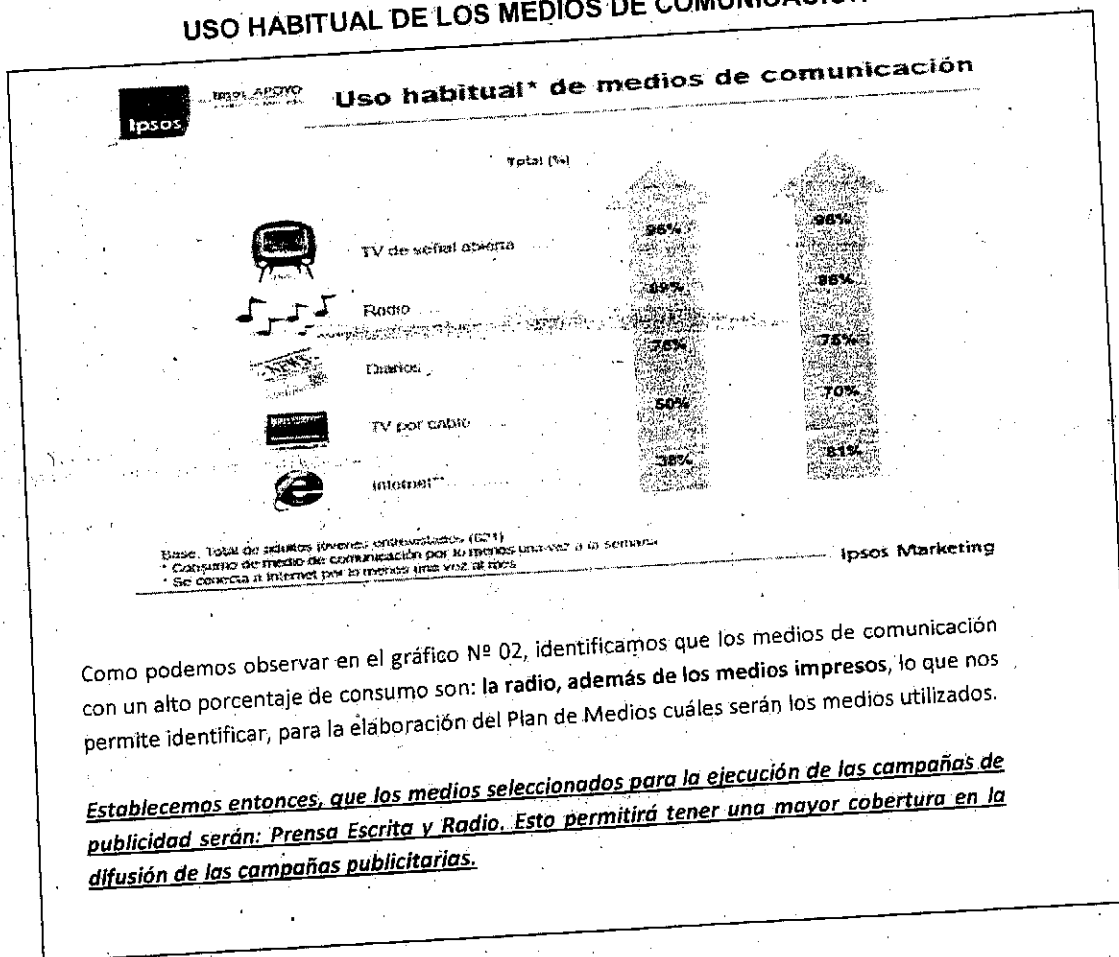 USO HABITUAL DE LOS MEDIOS DE COMUNICACIÓN
Ipsos
Ipsos APOYO
Uso habitual* de medios de comunicación
Total (%)
TV de señal abierta 96% 96%
Radio 89% 88%
Diarios 76% 75%
TV por cable 50% 70%
Internet** 38% 81%
Base. Total de adultos jóvenes entrevistados (621)
* Consumo de medio de comunicación por lo menos una vez a la semana
* Se conecta a Internet por lo menos una vez al mes
Ipsos Marketing
Como podemos observar en el gráfico Nº 02, identificamos que los medios de comunicación
con un alto porcentaje de consumo son: la radio, además de los medios impresos, lo que nos
permite identificar, para la elaboración del Plan de Medios cuáles serán los medios utilizados.
Establecemos entonces, que los medios seleccionados para la ejecución de las campañas de
publicidad serán: Prensa Escrita y Radio. Esto permitirá tener una mayor cobertura en la
difusión de las campañas publicitarias.